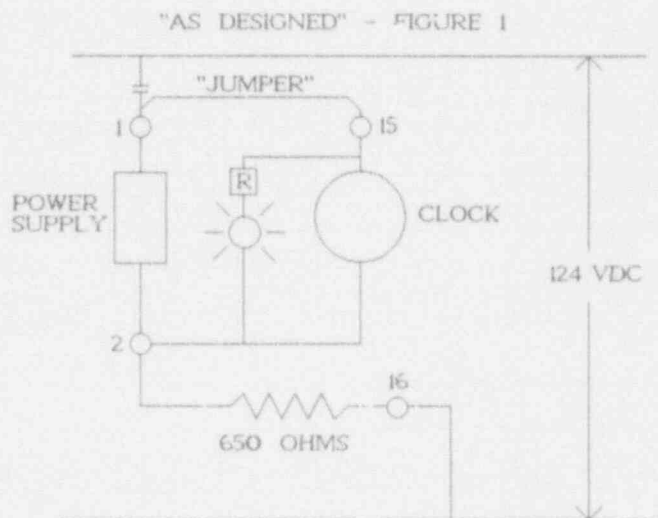 "AS DESIGNED" - FIGURE 1
"JUMPER"
1
15
R
POWER
SUPPLY
CLOCK
124 VDC
2
16
650 OHMS